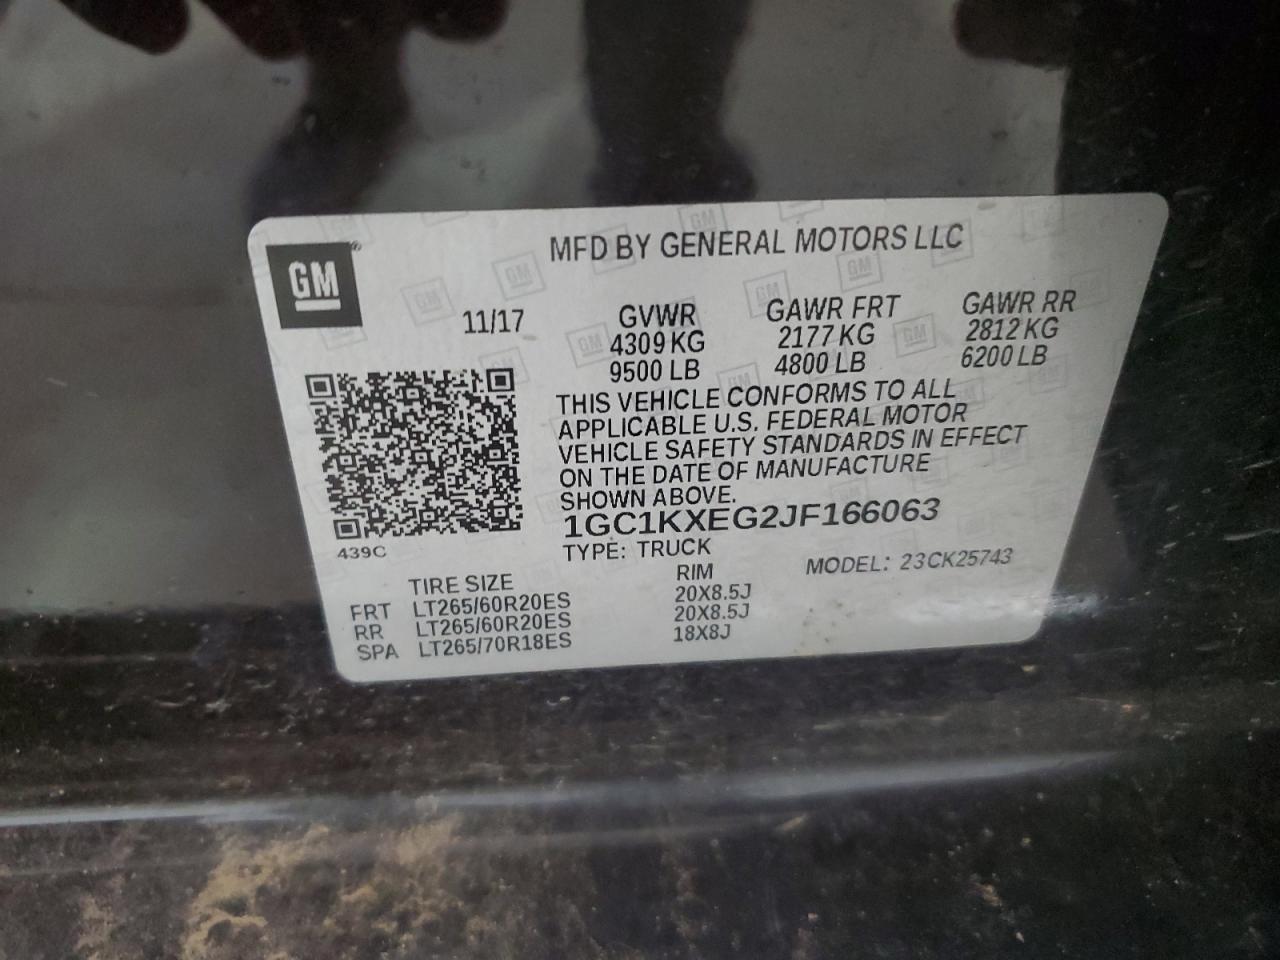 GM
MFD BY GENERAL MOTORS LLC
11/17
GVWR GAWR FRT GAWR RR
4309 KG 2177 KG 2812 KG
9500 LB 4800 LB 6200 LB
THIS VEHICLE CONFORMS TO ALL
APPLICABLE U.S. FEDERAL MOTOR
VEHICLE SAFETY STANDARDS IN EFFECT
ON THE DATE OF MANUFACTURE
SHOWN ABOVE.
1GC1KXEG2JF166063
439C
TYPE: TRUCK MODEL: 23CK25743
TIRE SIZE RIM
FRT LT265/60R20ES 20X8.5J
RR LT265/60R20ES 20X8.5J
SPA LT265/70R18ES 18X8J